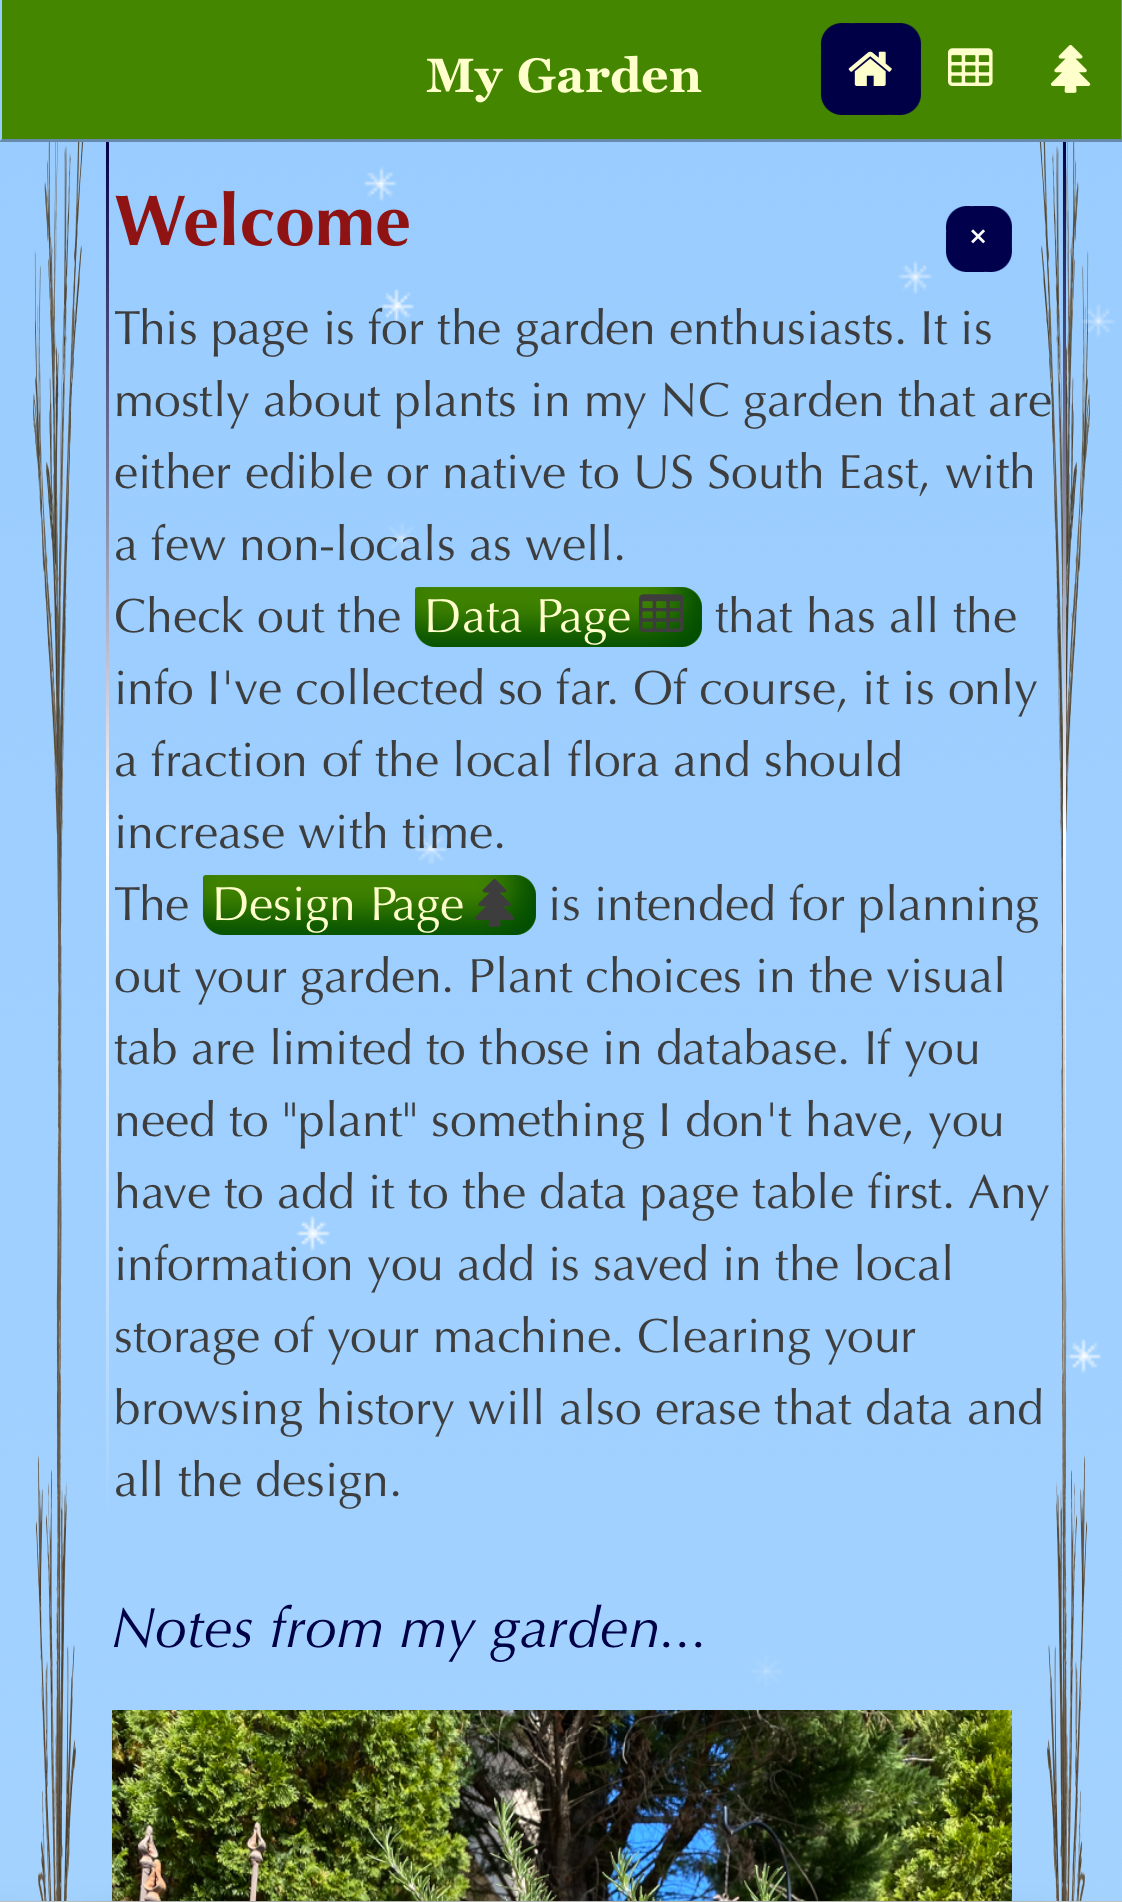 My Garden
Welcome
×
This page is for the garden enthusiasts. It is
mostly about plants in my NC garden that are
either edible or native to US South East, with
a few non-locals as well.
Check out the Data Page that has all the
info I've collected so far. Of course, it is only
a fraction of the local flora and should
increase with time.
The Design Page is intended for planning
out your garden. Plant choices in the visual
tab are limited to those in database. If you
need to "plant" something I don't have, you
have to add it to the data page table first. Any
information you add is saved in the local
storage of your machine. Clearing your
browsing history will also erase that data and
all the design.
Notes from my garden...